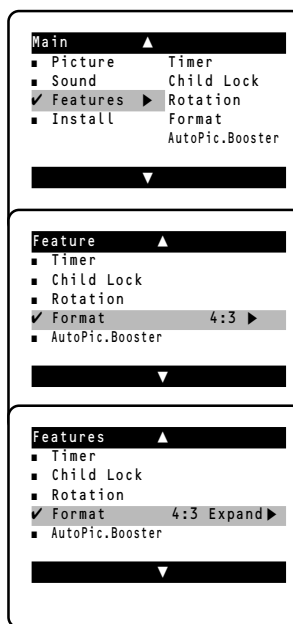 Main ▲
▪ Picture Timer
▪ Sound Child Lock
✔ Features ▶ Rotation
▪ Install Format
AutoPic.Booster
▼
Feature ▲
▪ Timer
▪ Child Lock
▪ Rotation
✔ Format 4:3 ▶
▪ AutoPic.Booster
▼
Features ▲
▪ Timer
▪ Child Lock
▪ Rotation
✔ Format 4:3 Expand ▶
▪ AutoPic.Booster
▼